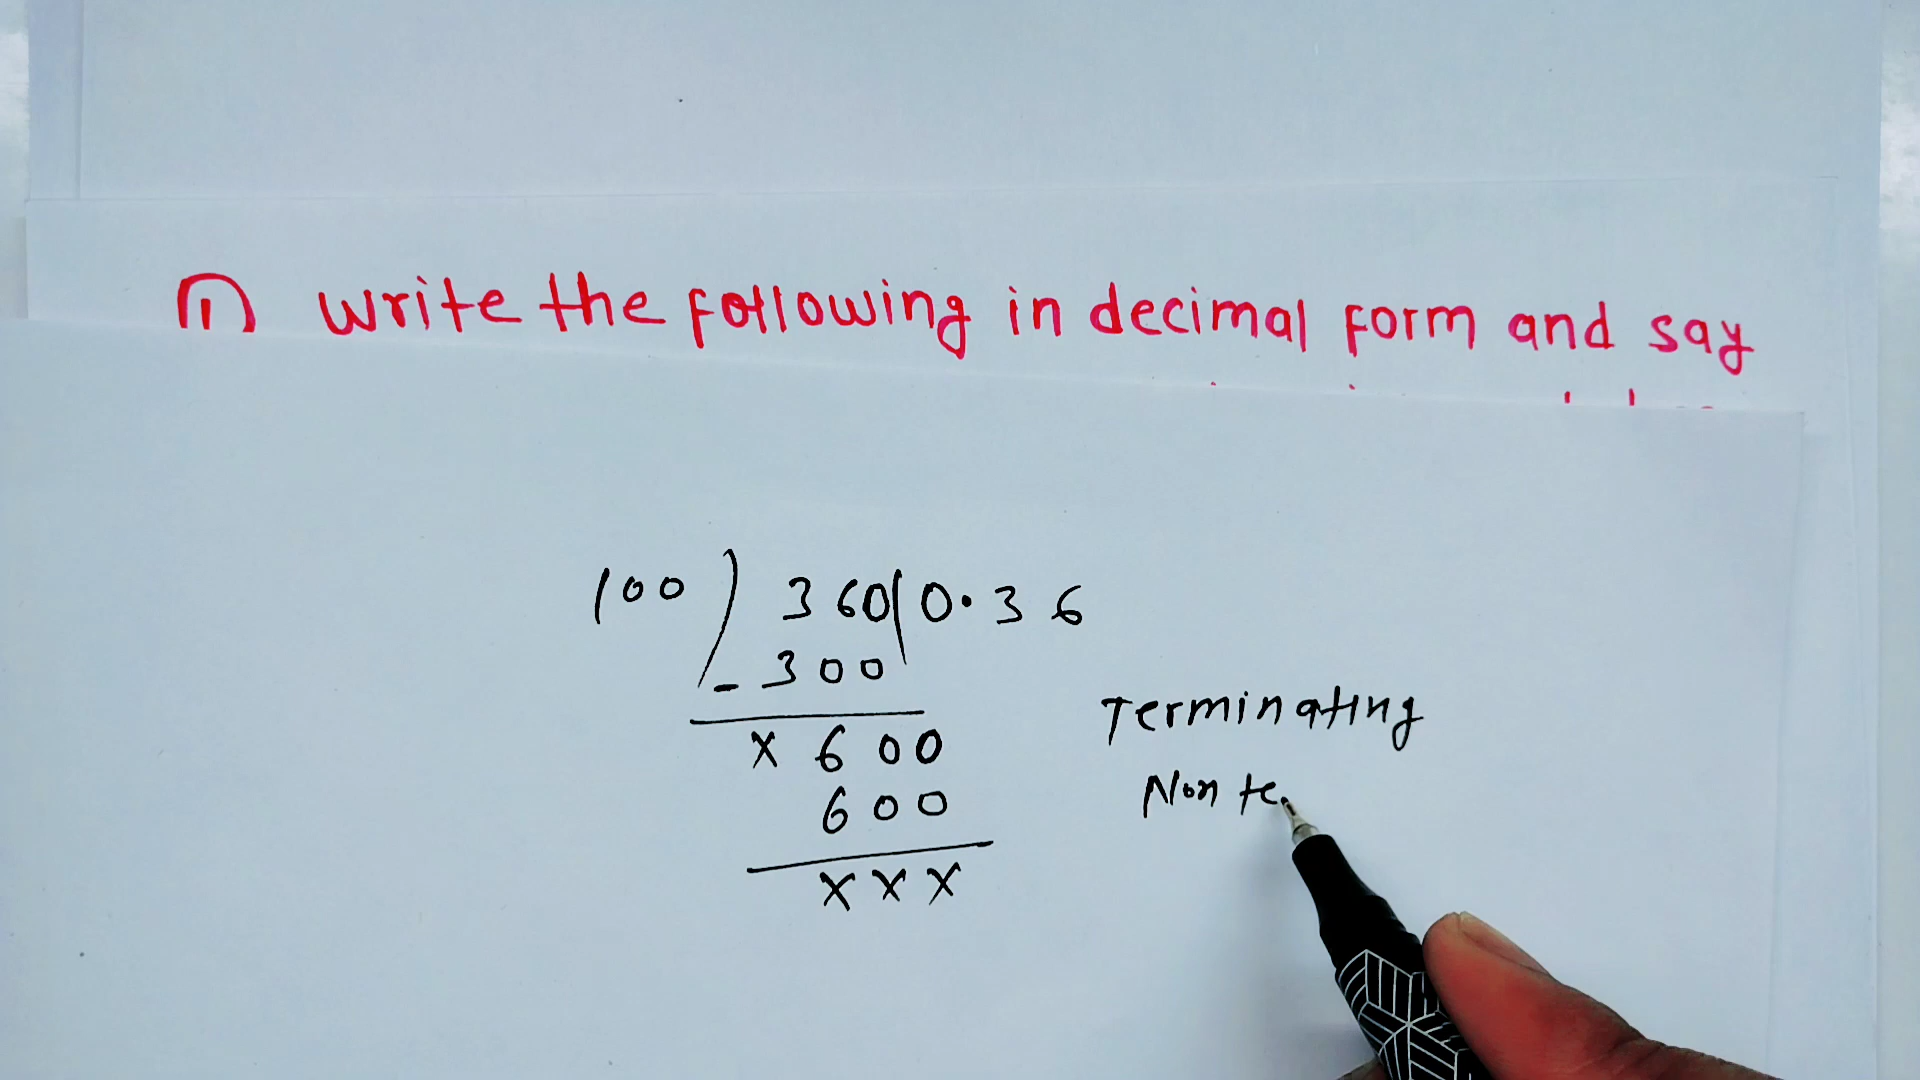 ① Write the following in decimal form and say
100 ) 360 ( 0.36
- 300
x 600
600
x x x
Terminating
Non te